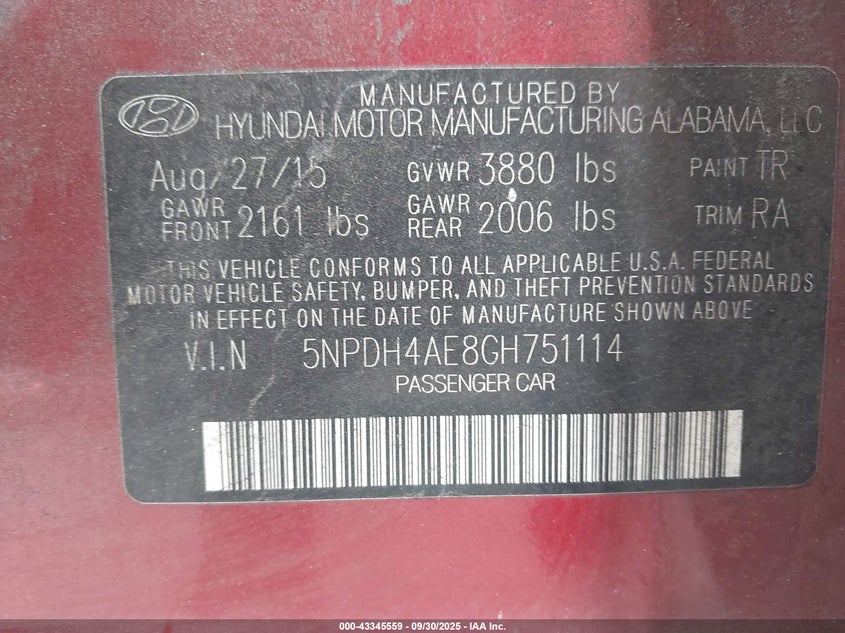 MANUFACTURED BY
HYUNDAI MOTOR MANUFACTURING ALABAMA, LLC
Aug/27/15 GVWR 3880 lbs PAINT TR
GAWR FRONT 2161 lbs GAWR REAR 2006 lbs TRIM RA
THIS VEHICLE CONFORMS TO ALL APPLICABLE U.S.A. FEDERAL
MOTOR VEHICLE SAFETY, BUMPER, AND THEFT PREVENTION STANDARDS
IN EFFECT ON THE DATE OF MANUFACTURE SHOWN ABOVE
V.I.N 5NPDH4AE8GH751114
PASSENGER CAR
000-43345559 - 09/30/2025 - IAA Inc.